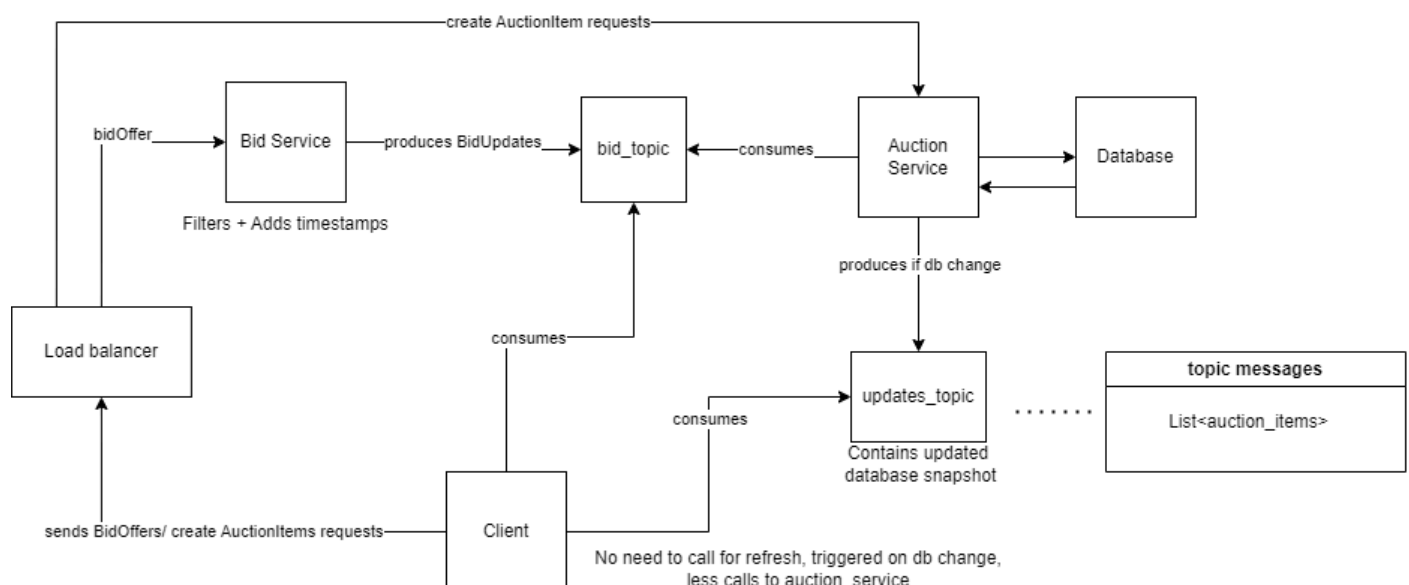 create AuctionItem requests
bidOffer
Bid Service
produces BidUpdates
bid_topic
consumes
Auction
Service
Database
Filters + Adds timestamps
produces if db change
Load balancer
consumes
topic messages
updates_topic
consumes
List<auction_items>
Contains updated
database snapshot
sends BidOffers/ create AuctionItems requests
Client
No need to call for refresh, triggered on db change,
less calls to auction_service